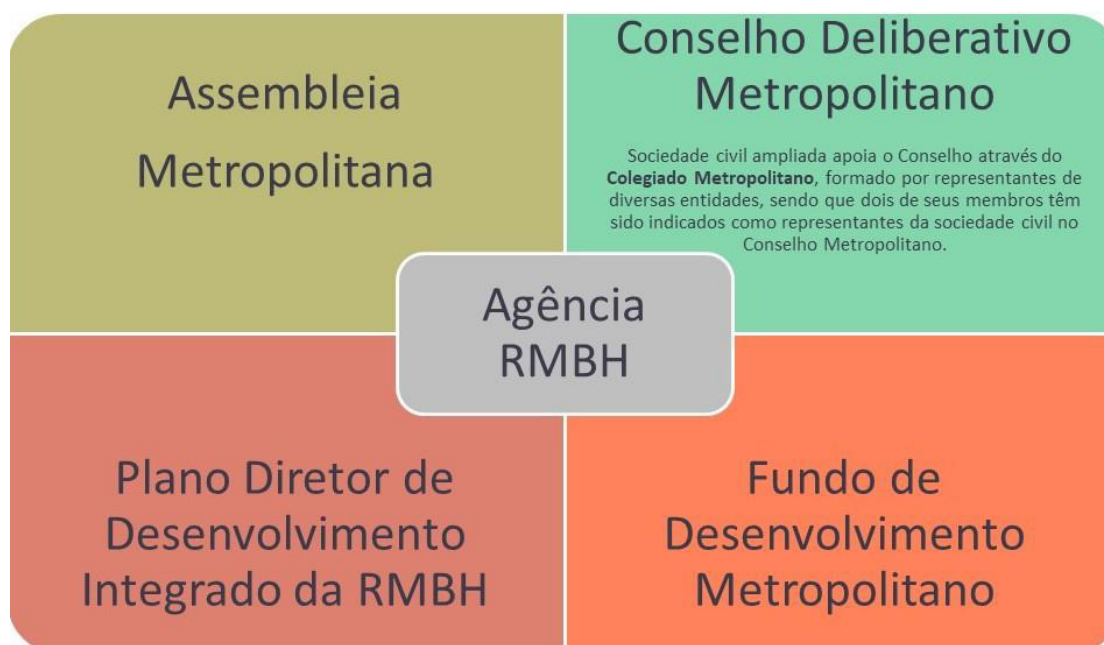 Assembleia
Metropolitana
Conselho Deliberativo
Metropolitano
Sociedade civil ampliada apoia o Conselho através do
Colegiado Metropolitano, formado por representantes de
diversas entidades, sendo que dois de seus membros têm
sido indicados como representantes da sociedade civil no
Conselho Metropolitano.
Agência
RMBH
Plano Diretor de
Desenvolvimento
Integrado da RMBH
Fundo de
Desenvolvimento
Metropolitano